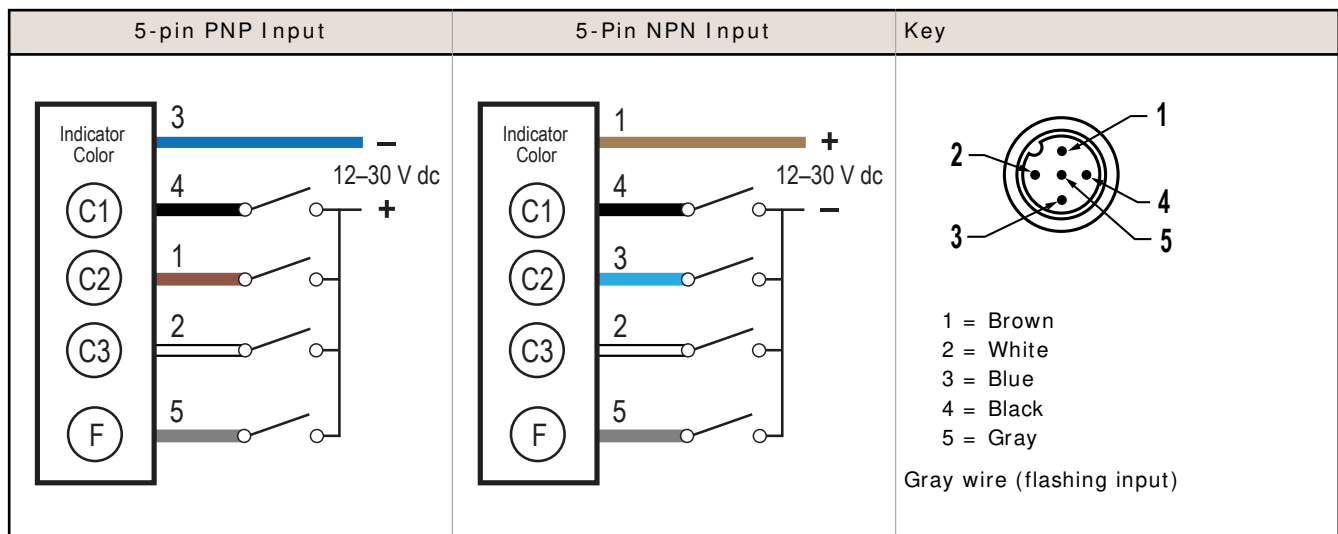 5-pin PNP Input
5-Pin NPN Input
Key
Indicator
Color
3
–
12–30 V dc
C1
4
+
C2
1
C3
2
F
5
Indicator
Color
1
+
12–30 V dc
C1
4
–
C2
3
C3
2
F
5
1
2
4
3
5
1 = Brown
2 = White
3 = Blue
4 = Black
5 = Gray
Gray wire (flashing input)